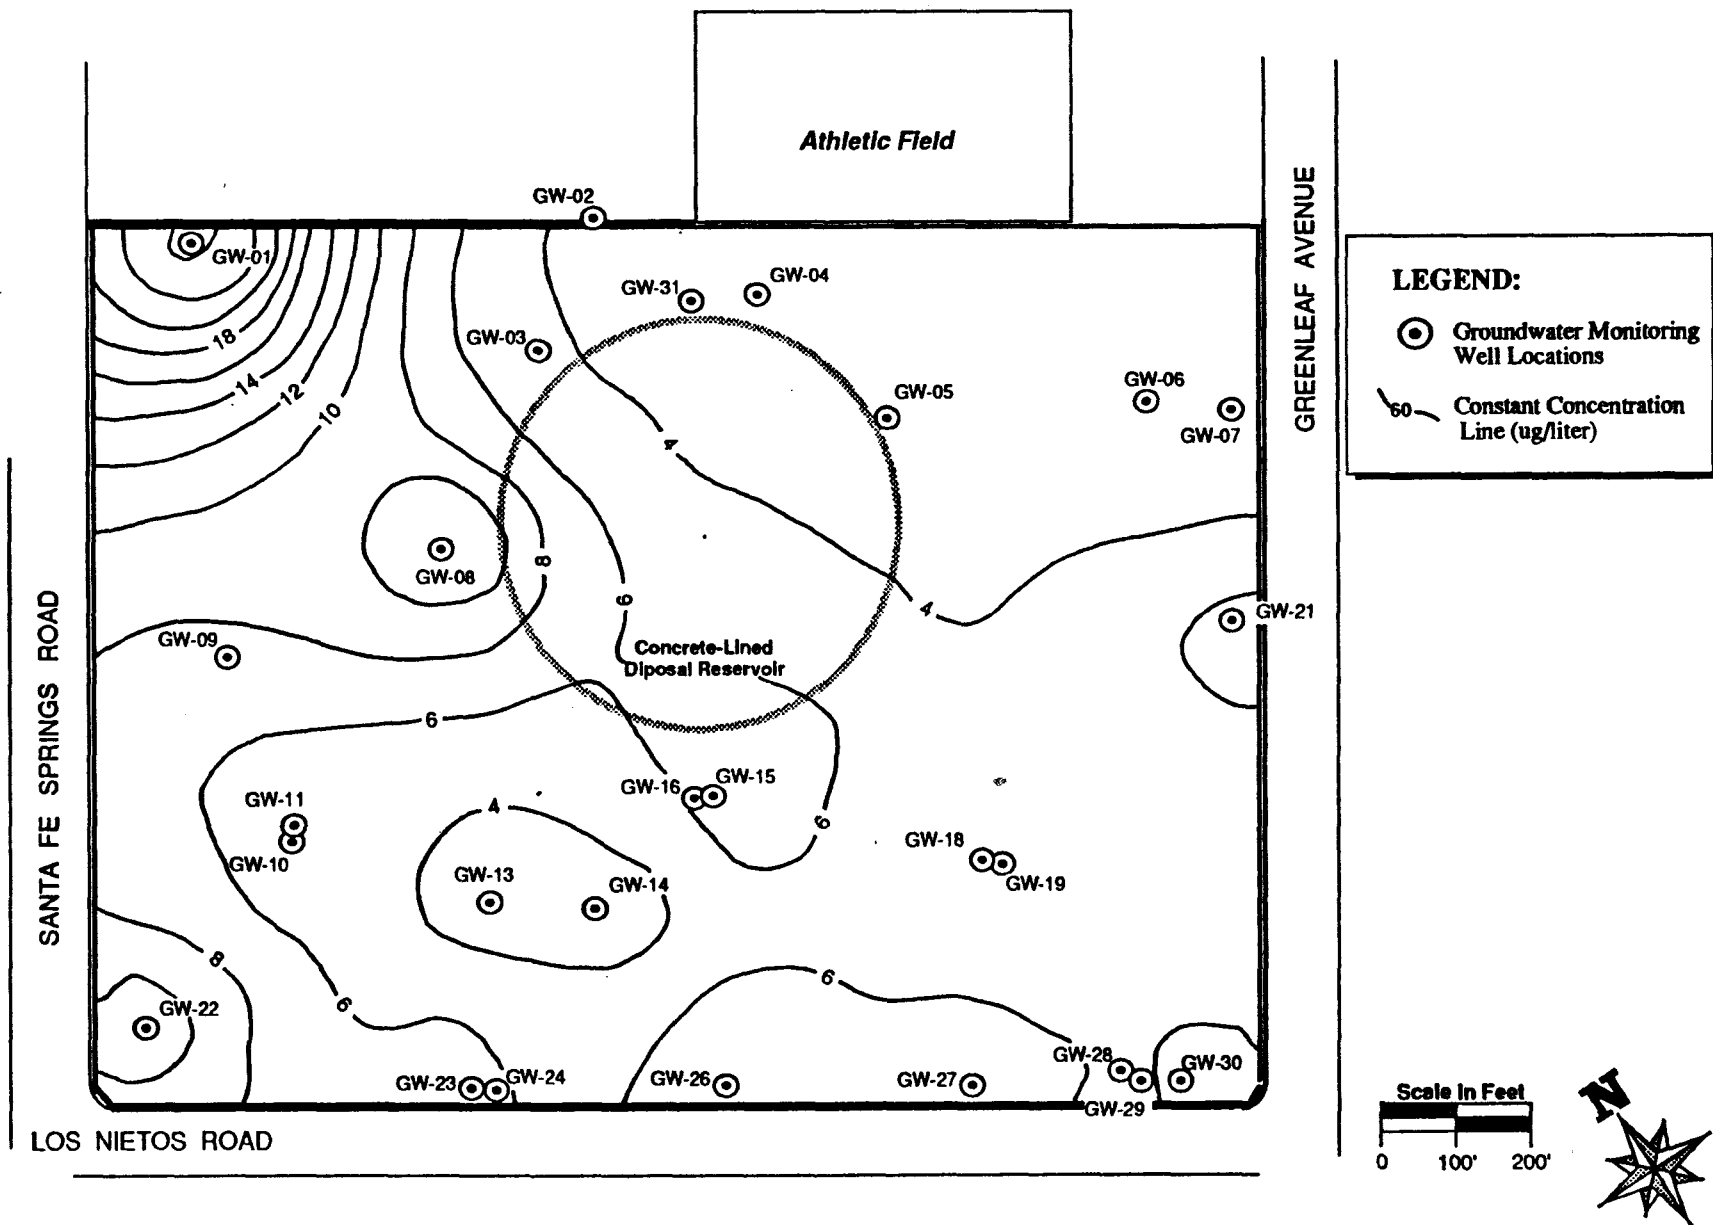 Athletic Field
GW-02
GW-01
GW-31
GW-04
GW-03
18
14
12
10
GW-05
GW-06
GW-07
4
GW-08
8
6
4
GW-21
GW-09
Concrete-Lined
Diposal Reservoir
6
GW-11
GW-10
GW-16
GW-15
6
4
GW-13
GW-14
GW-18
GW-19
8
GW-22
6
6
GW-23
GW-24
GW-26
GW-27
GW-28
GW-29
GW-30
SANTA FE SPRINGS ROAD
LOS NIETOS ROAD
GREENLEAF AVENUE
LEGEND:
Groundwater Monitoring
Well Locations
60
Constant Concentration
Line (ug/liter)
Scale in Feet
0 100' 200'
N